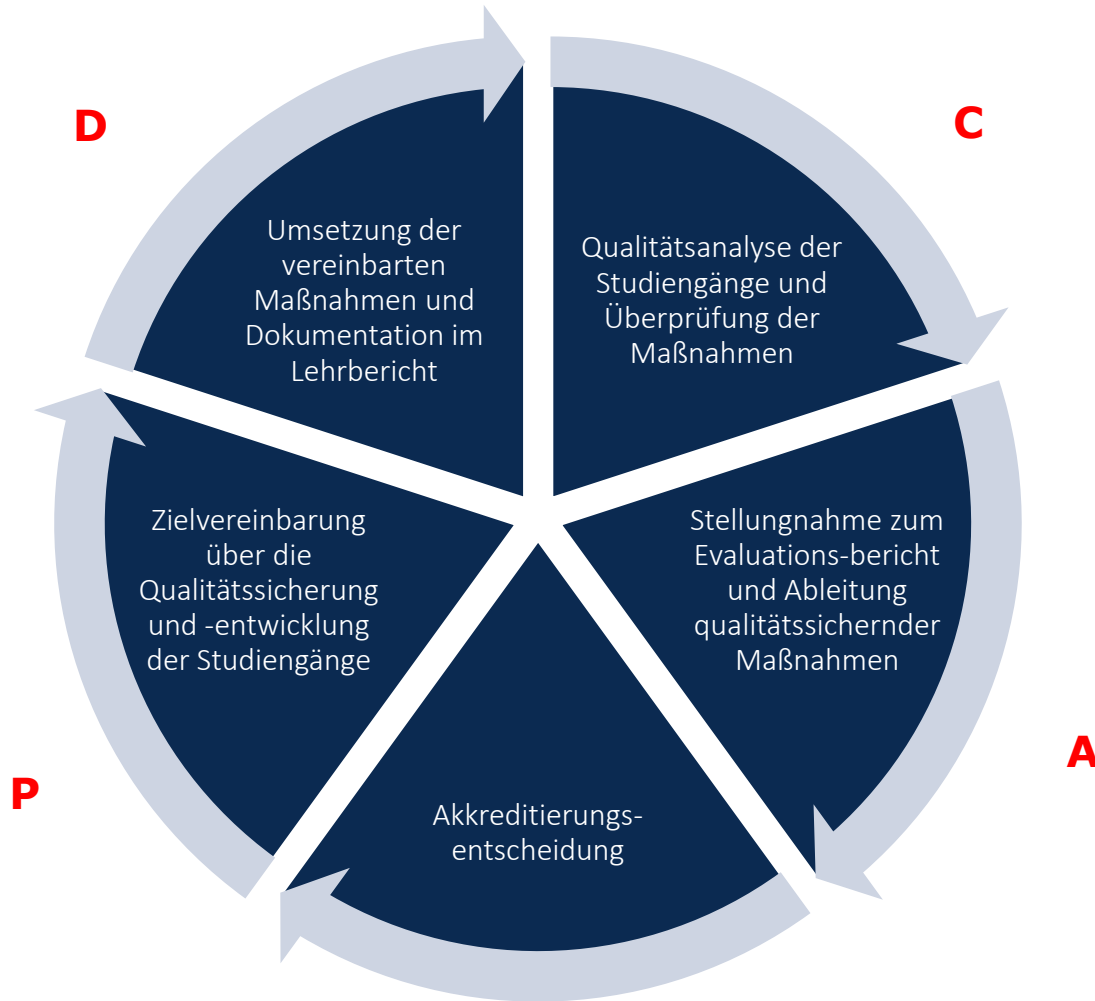 D
C
Umsetzung der
vereinbarten
Maßnahmen und
Dokumentation im
Lehrbericht
Qualitätsanalyse der
Studiengänge und
Überprüfung der
Maßnahmen
Stellungnahme zum
Evaluations-bericht
und Ableitung
qualitätssichernder
Maßnahmen
A
Akkreditierungs-
entscheidung
Zielvereinbarung
über die
Qualitätssicherung
und -entwicklung
der Studiengänge
P